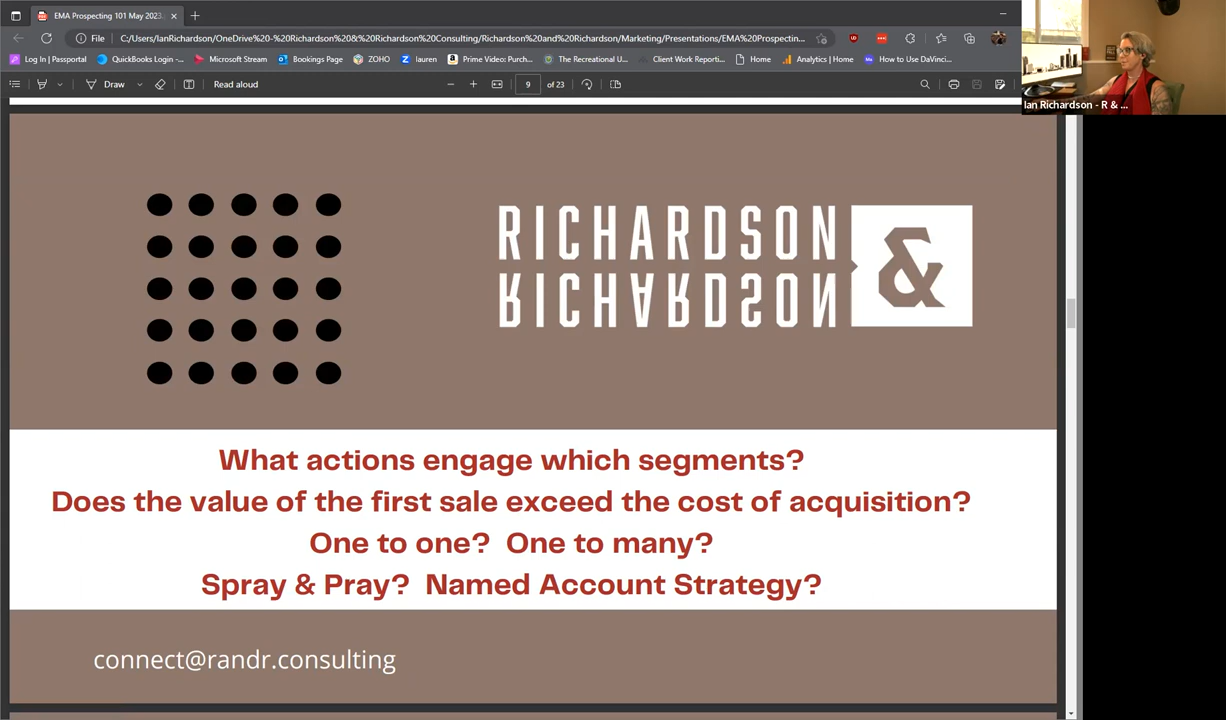 EMA Prospecting 101 May 2023
File
C:/Users/IanRichardson/OneDrive%20-%20Richardson%20&%20Richardson%20Consulting/Richardson%20and%20Richardson/Marketing/Presentations/EMA%20Prospectin...
Log In | Passportal
QuickBooks Login -...
Microsoft Stream
Bookings Page
ZOHO
lauren
Prime Video: Purch...
The Recreational U...
Client Work Reporti...
Home
Analytics | Home
How to Use DaVinci...
Draw
Read aloud
9 of 23
Ian Richardson - R & ...
RICHARDSON &
RICHARDSON
What actions engage which segments?
Does the value of the first sale exceed the cost of acquisition?
One to one? One to many?
Spray & Pray? Named Account Strategy?
connect@randr.consulting